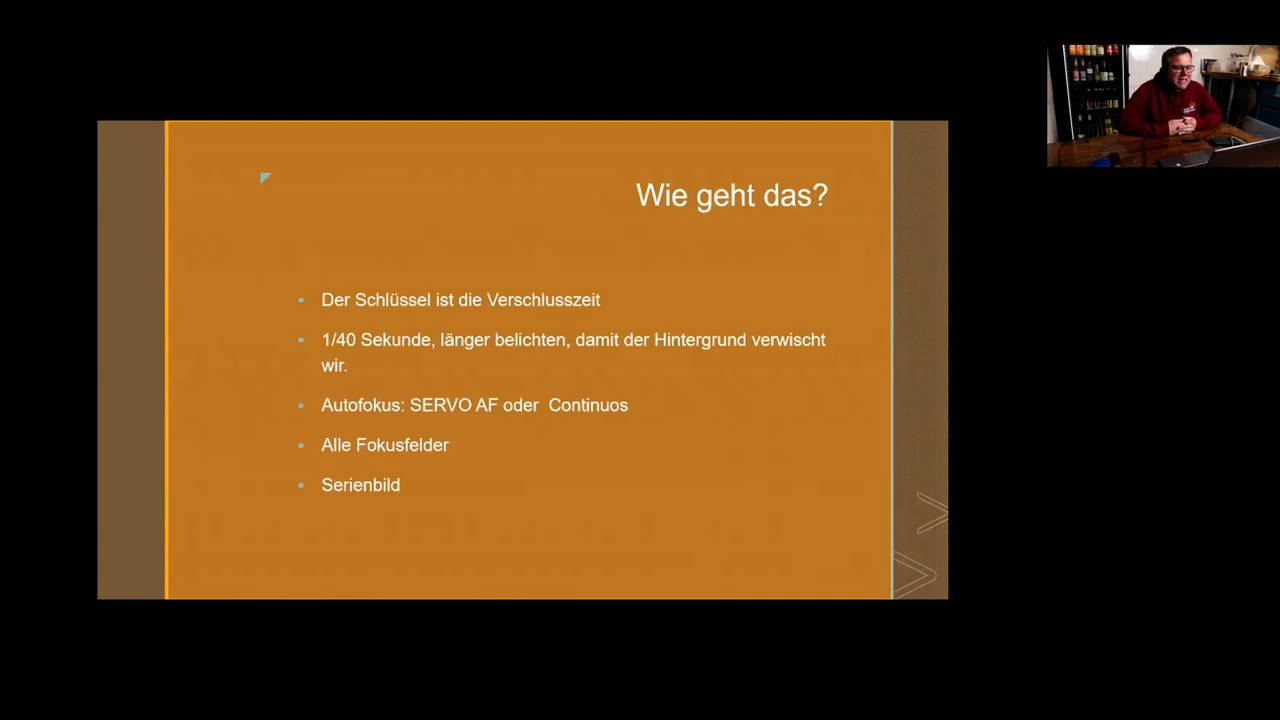 Wie geht das?
Der Schlüssel ist die Verschlusszeit
1/40 Sekunde, länger belichten, damit der Hintergrund verwischt
wir.
Autofokus: SERVO AF oder  Continuos
Alle Fokusfelder
Serienbild